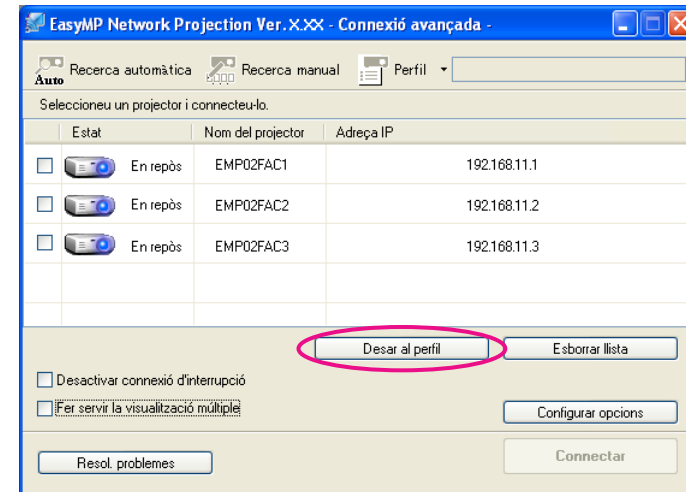 EasyMP Network Projection Ver.X.XX - Connexió avançada -
Auto Recerca automàtica Recerca manual Perfil
Seleccioneu un projector i connecteu-lo.
Estat Nom del projector Adreça IP
En repòs EMP02FAC1 192.168.11.1
En repòs EMP02FAC2 192.168.11.2
En repòs EMP02FAC3 192.168.11.3
Desar al perfil Esborrar llista
Desactivar connexió d'interrupció
Fer servir la visualització múltiple Configurar opcions
Resol. problemes Connectar